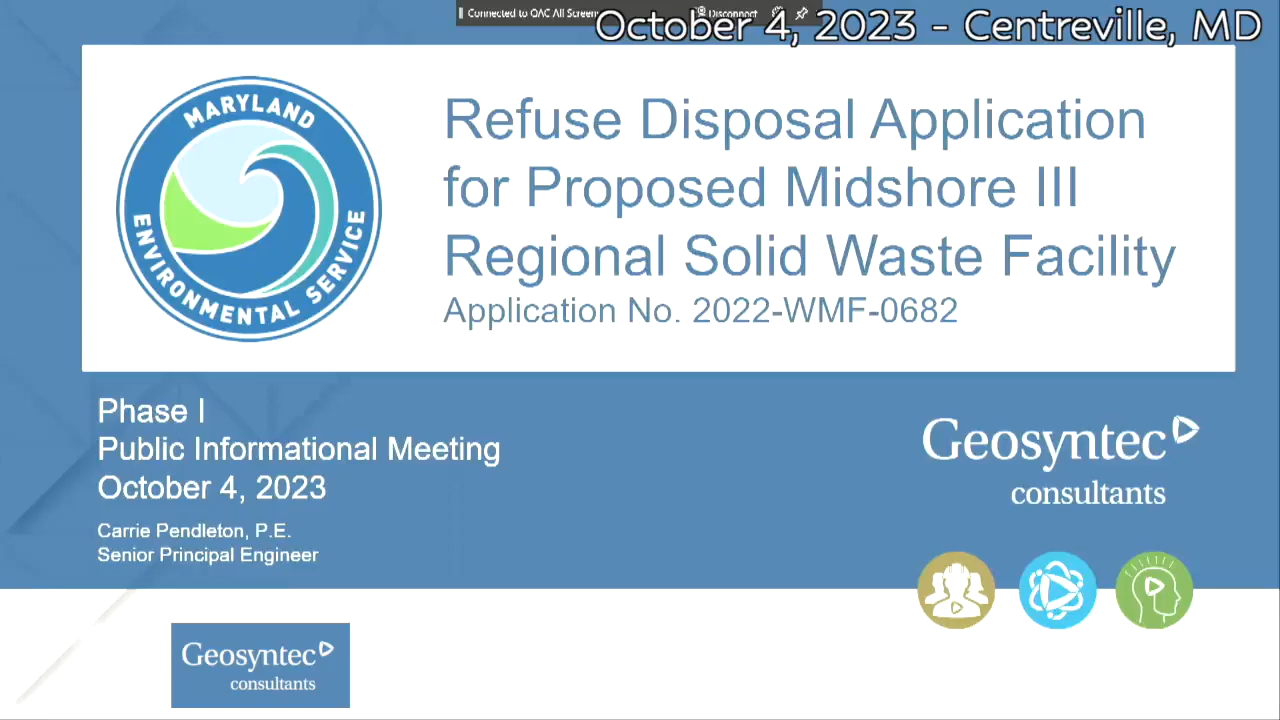 Connected to QAC All Screens
Disconnect
October 4, 2023 - Centreville, MD
MARYLAND
ENVIRONMENTAL SERVICE
Refuse Disposal Application
for Proposed Midshore III
Regional Solid Waste Facility
Application No. 2022-WMF-0682
Phase I
Public Informational Meeting
October 4, 2023
Carrie Pendleton, P.E.
Senior Principal Engineer
Geosyntec
consultants
Geosyntec
consultants